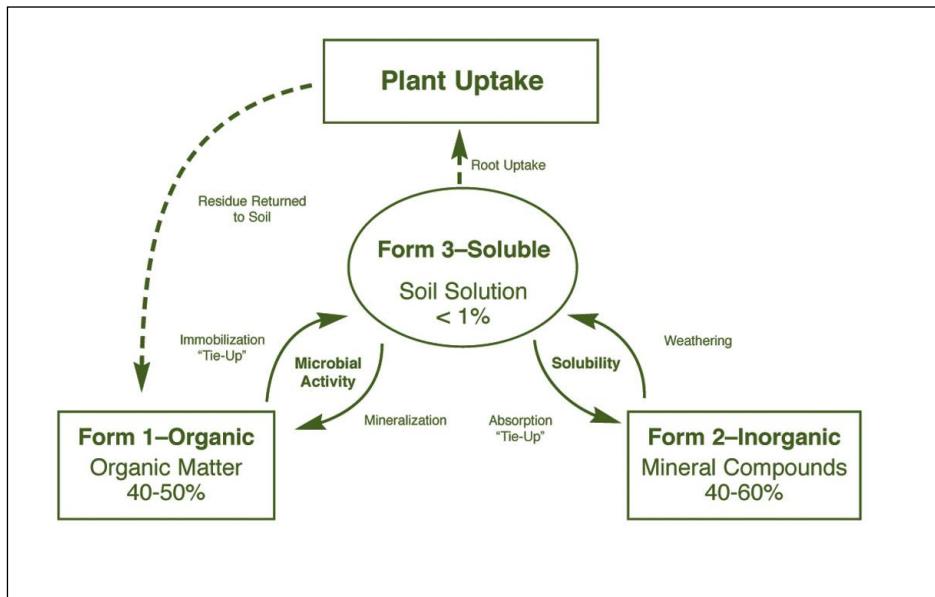 Plant Uptake
Root Uptake
Residue Returned
to Soil
Form 3–Soluble
Soil Solution
< 1%
Immobilization
"Tie-Up"
Microbial
Activity
Mineralization
Solubility
Weathering
Absorption
"Tie-Up"
Form 1–Organic
Organic Matter
40-50%
Form 2–Inorganic
Mineral Compounds
40-60%